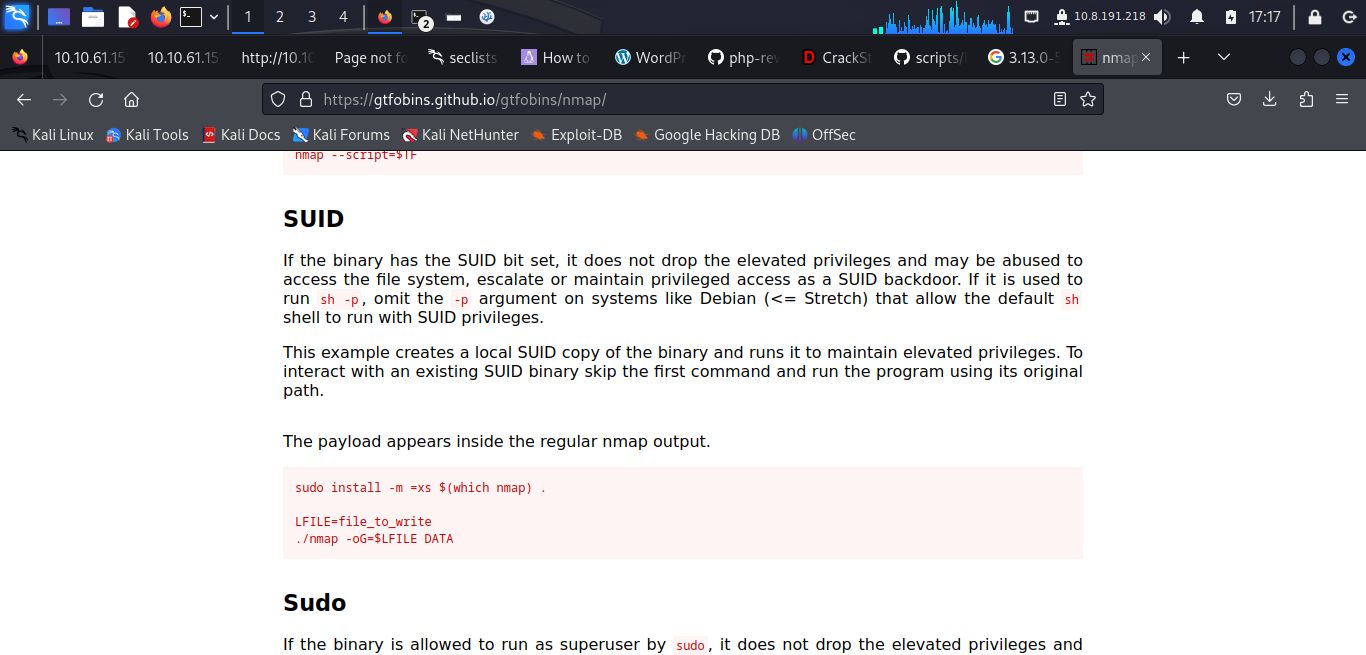 1 2 3 4 2 10.8.191.218 17:17
10.10.61.15 10.10.61.15 http://10.10 Page not fo seclists How to WordPr php-rev CrackSt scripts/ 3.13.0- nmap
https://gtfobins.github.io/gtfobins/nmap/
Kali Linux Kali Tools Kali Docs Kali Forums Kali NetHunter Exploit-DB Google Hacking DB OffSec
nmap --script=$TF
SUID
If the binary has the SUID bit set, it does not drop the elevated privileges and may be abused to
access the file system, escalate or maintain privileged access as a SUID backdoor. If it is used to
run sh -p, omit the -p argument on systems like Debian (<= Stretch) that allow the default sh
shell to run with SUID privileges.
This example creates a local SUID copy of the binary and runs it to maintain elevated privileges. To
interact with an existing SUID binary skip the first command and run the program using its original
path.
The payload appears inside the regular nmap output.
sudo install -m =xs $(which nmap) .
LFILE=file_to_write
./nmap -oG=$LFILE DATA
Sudo
If the binary is allowed to run as superuser by sudo, it does not drop the elevated privileges and